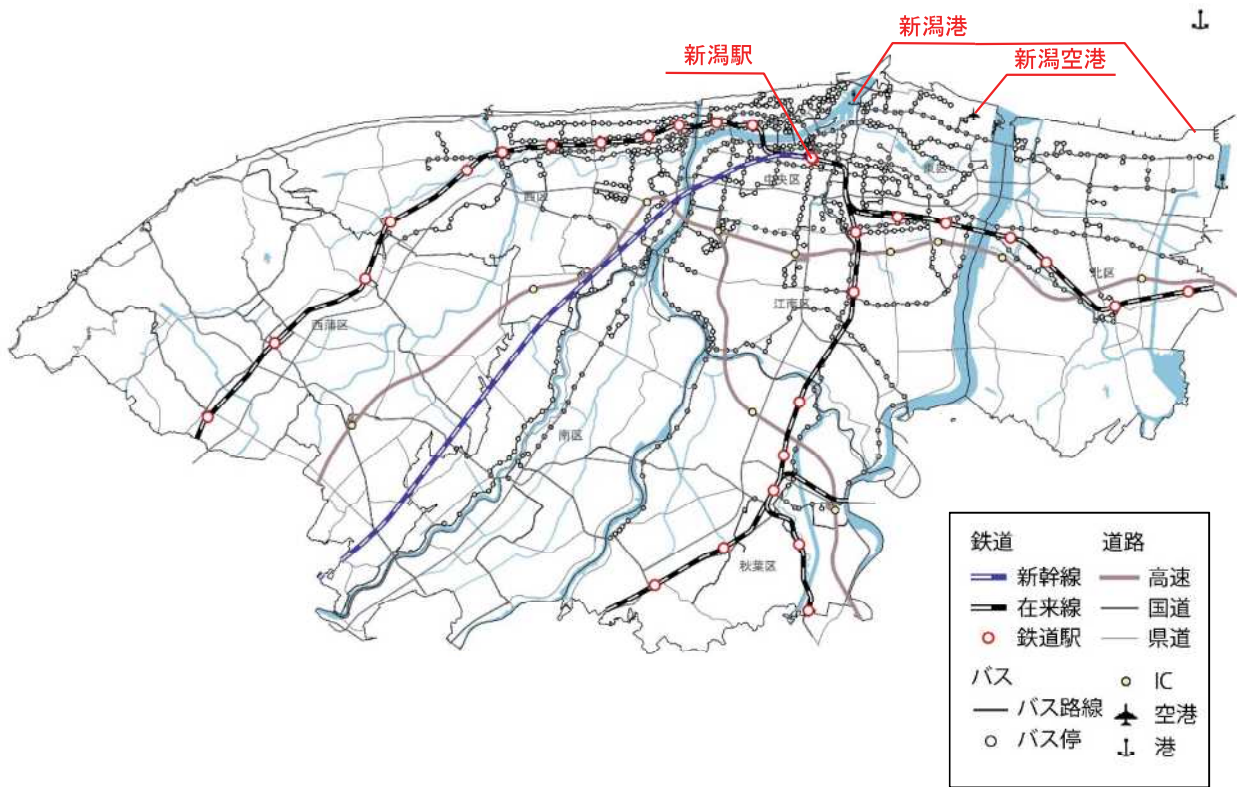 新潟港
新潟駅
新潟空港
中央区
東区
西区
北区
江南区
西蒲区
南区
秋葉区
鉄道
新幹線
在来線
鉄道駅
バス
バス路線
バス停
道路
高速
国道
県道
IC
空港
港